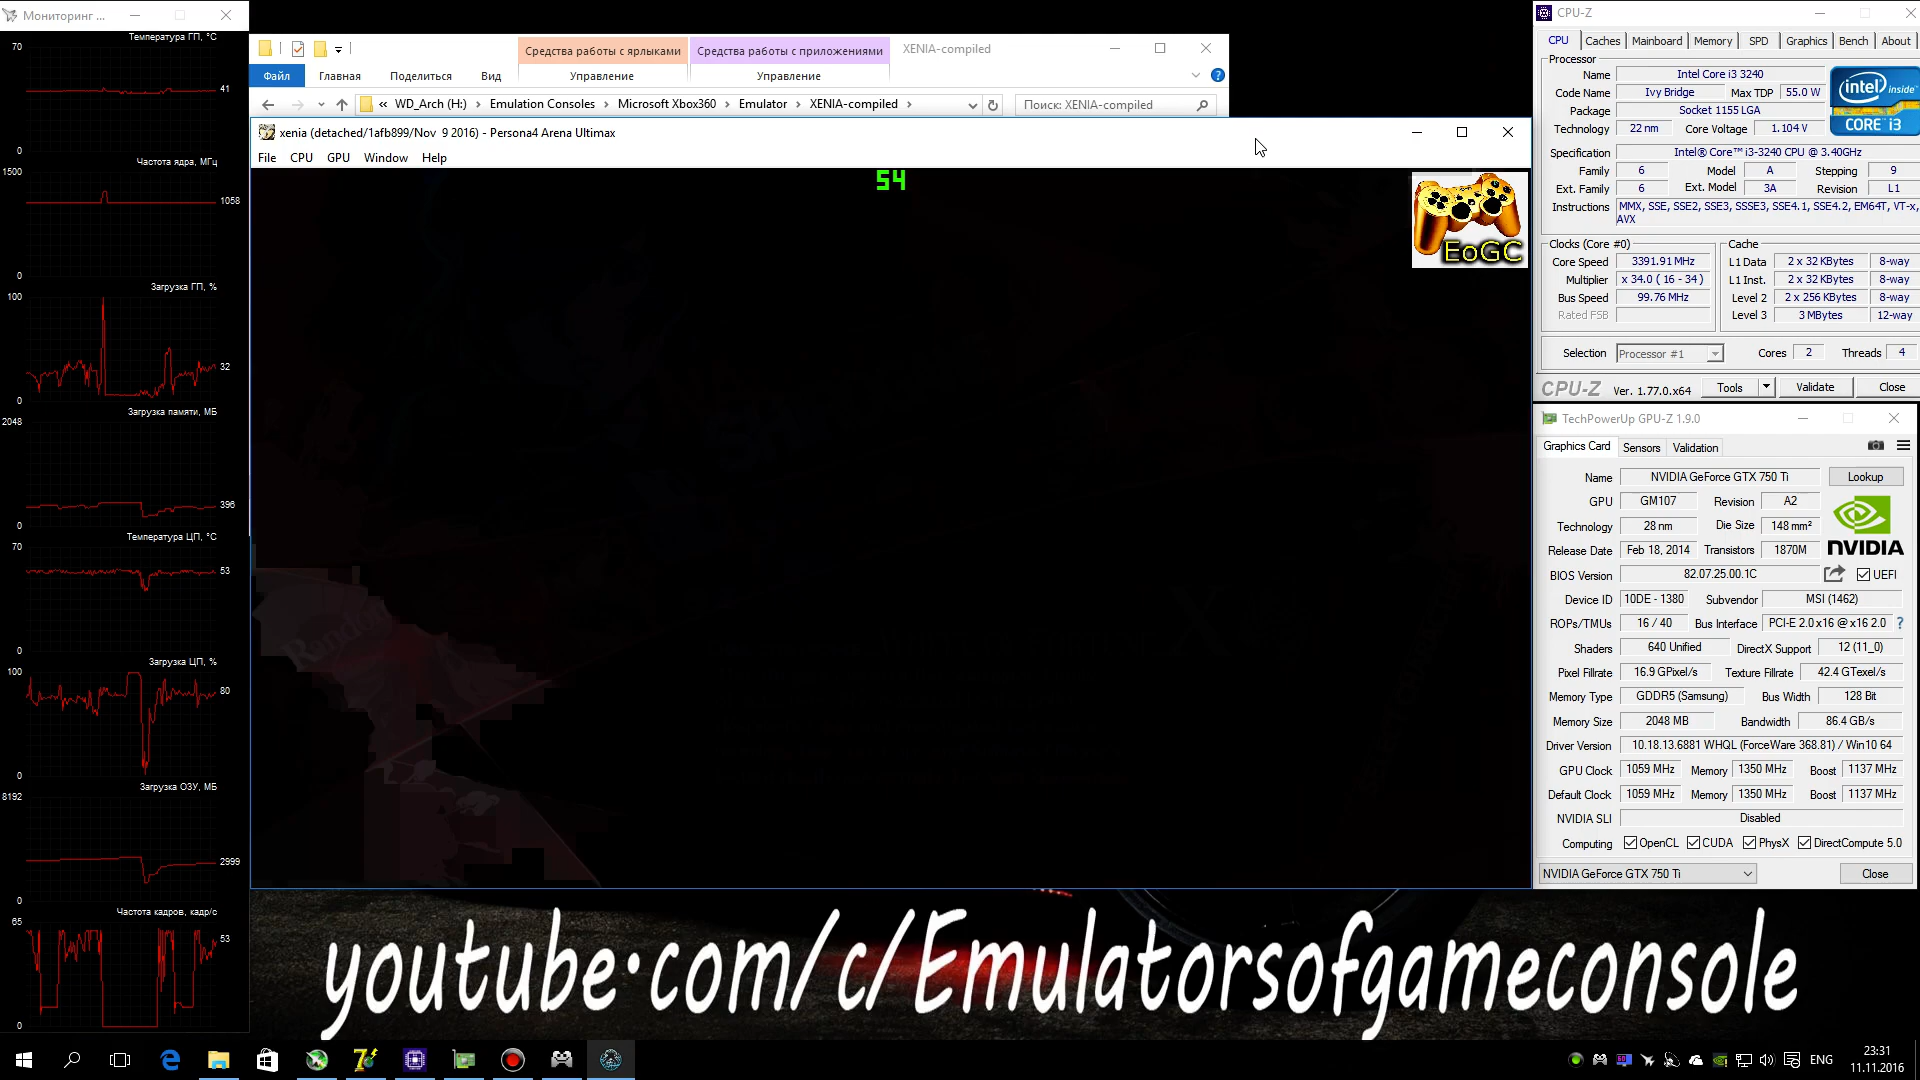 Мониторинг ...
Температура ГП, °C
70
41
0
Частота ядра, МГц
1500
1058
0
Загрузка ГП, %
100
32
0
Загрузка памяти, МБ
2048
396
0
Температура ЦП, °C
70
53
0
Загрузка ЦП, %
100
80
0
Загрузка ОЗУ, МБ
8192
2999
0
Частота кадров, кадр/с
65
53
0
Средства работы с ярлыками
Средства работы с приложениями
XENIA-compiled
Файл Главная Поделиться Вид Управление Управление
« WD_Arch (H:) › Emulation Consoles › Microsoft Xbox360 › Emulator › XENIA-compiled ›
Поиск: XENIA-compiled
xenia (detached/1afb899/Nov 9 2016) - Persona4 Arena Ultimax
File CPU GPU Window Help
54
EoGC
CPU-Z
CPU Caches Mainboard Memory SPD Graphics Bench About
Processor
Name Intel Core i3 3240
Code Name Ivy Bridge Max TDP 55.0 W
Package Socket 1155 LGA
Technology 22 nm Core Voltage 1.104 V
intel inside™
CORE i3
Specification Intel® Core™ i3-3240 CPU @ 3.40GHz
Family 6 Model A Stepping 9
Ext. Family 6 Ext. Model 3A Revision L1
Instructions MMX, SSE, SSE2, SSE3, SSSE3, SSE4.1, SSE4.2, EM64T, VT-x,
AVX
Clocks (Core #0)
Core Speed 3391.91 MHz
Multiplier x 34.0 ( 16 - 34 )
Bus Speed 99.76 MHz
Rated FSB
Cache
L1 Data 2 x 32 KBytes 8-way
L1 Inst. 2 x 32 KBytes 8-way
Level 2 2 x 256 KBytes 8-way
Level 3 3 MBytes 12-way
Selection Processor #1 Cores 2 Threads 4
CPU-Z Ver. 1.77.0.x64 Tools Validate Close
TechPowerUp GPU-Z 1.9.0
Graphics Card Sensors Validation
Name NVIDIA GeForce GTX 750 Ti Lookup
GPU GM107 Revision A2
Technology 28 nm Die Size 148 mm²
Release Date Feb 18, 2014 Transistors 1870M
NVIDIA
BIOS Version 82.07.25.00.1C UEFI
Device ID 10DE - 1380 Subvendor MSI (1462)
ROPs/TMUs 16 / 40 Bus Interface PCI-E 2.0 x16 @ x16 2.0 ?
Shaders 640 Unified DirectX Support 12 (11_0)
Pixel Fillrate 16.9 GPixel/s Texture Fillrate 42.4 GTexel/s
Memory Type GDDR5 (Samsung) Bus Width 128 Bit
Memory Size 2048 MB Bandwidth 86.4 GB/s
Driver Version 10.18.13.6881 WHQL (ForceWare 368.81) / Win10 64
GPU Clock 1059 MHz Memory 1350 MHz Boost 1137 MHz
Default Clock 1059 MHz Memory 1350 MHz Boost 1137 MHz
NVIDIA SLI Disabled
Computing OpenCL CUDA PhysX DirectCompute 5.0
NVIDIA GeForce GTX 750 Ti Close
youtube.com/c/Emulatorsofgameconsole
ENG
23:31
11.11.2016